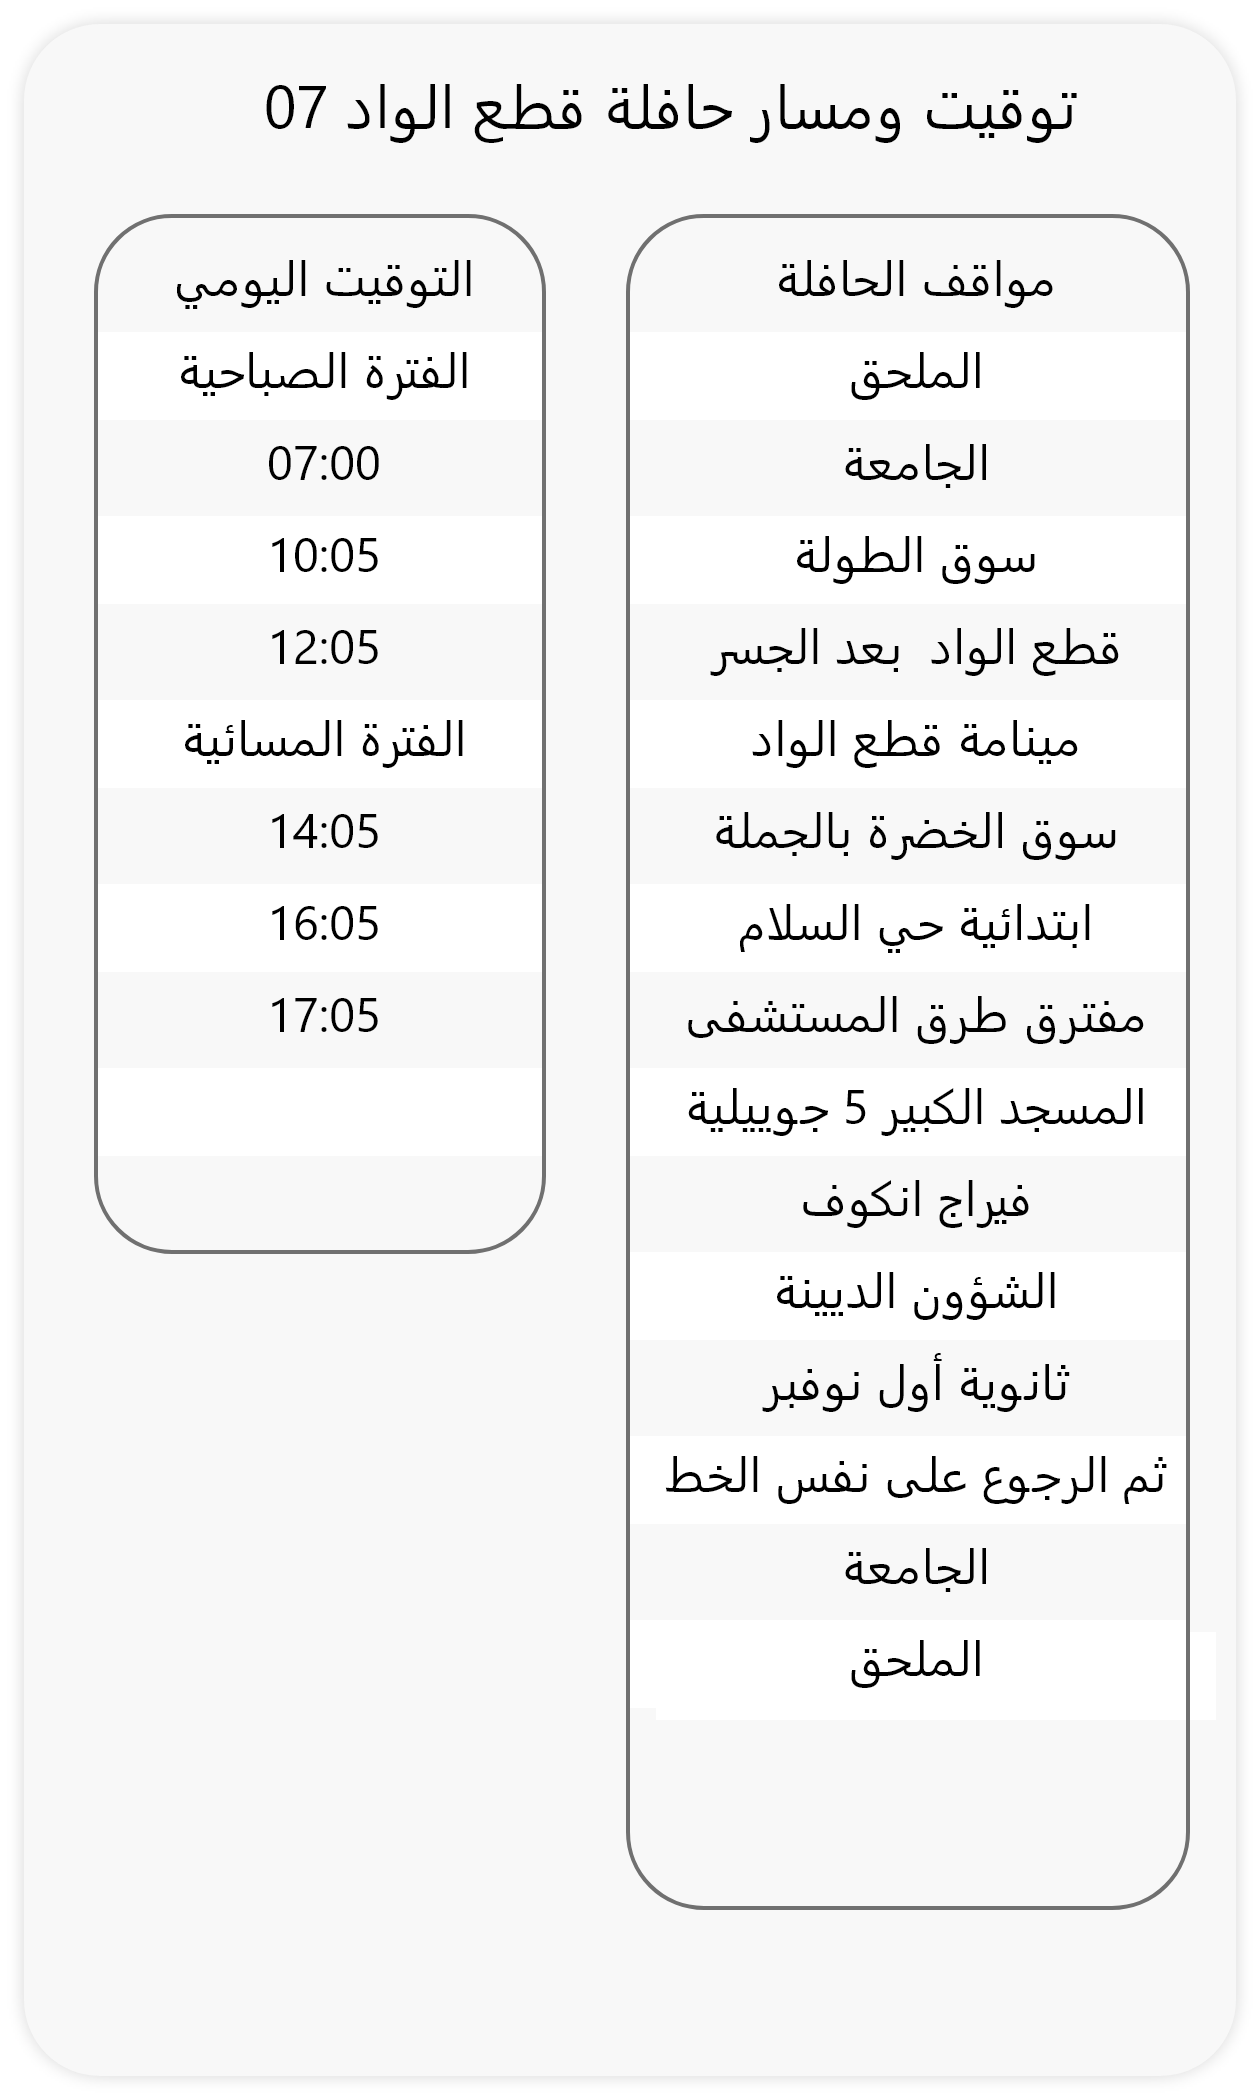 توقيت ومسار حافلة قطع الواد 07
مواقف الحافلة
الملحق
الجامعة
سوق الطولة
قطع الواد  بعد الجسر
مينامة قطع الواد
سوق الخضرة بالجملة
ابتدائية حي السلام
مفترق طرق المستشفى
المسجد الكبير 5 جوييلية
فيراج انكوف
الشؤون الديينة
ثانوية أول نوفبر
ثم الرجوع على نفس الخط
الجامعة
الملحق
التوقيت اليومي
الفترة الصباحية
07:00
10:05
12:05
الفترة المسائية
14:05
16:05
17:05